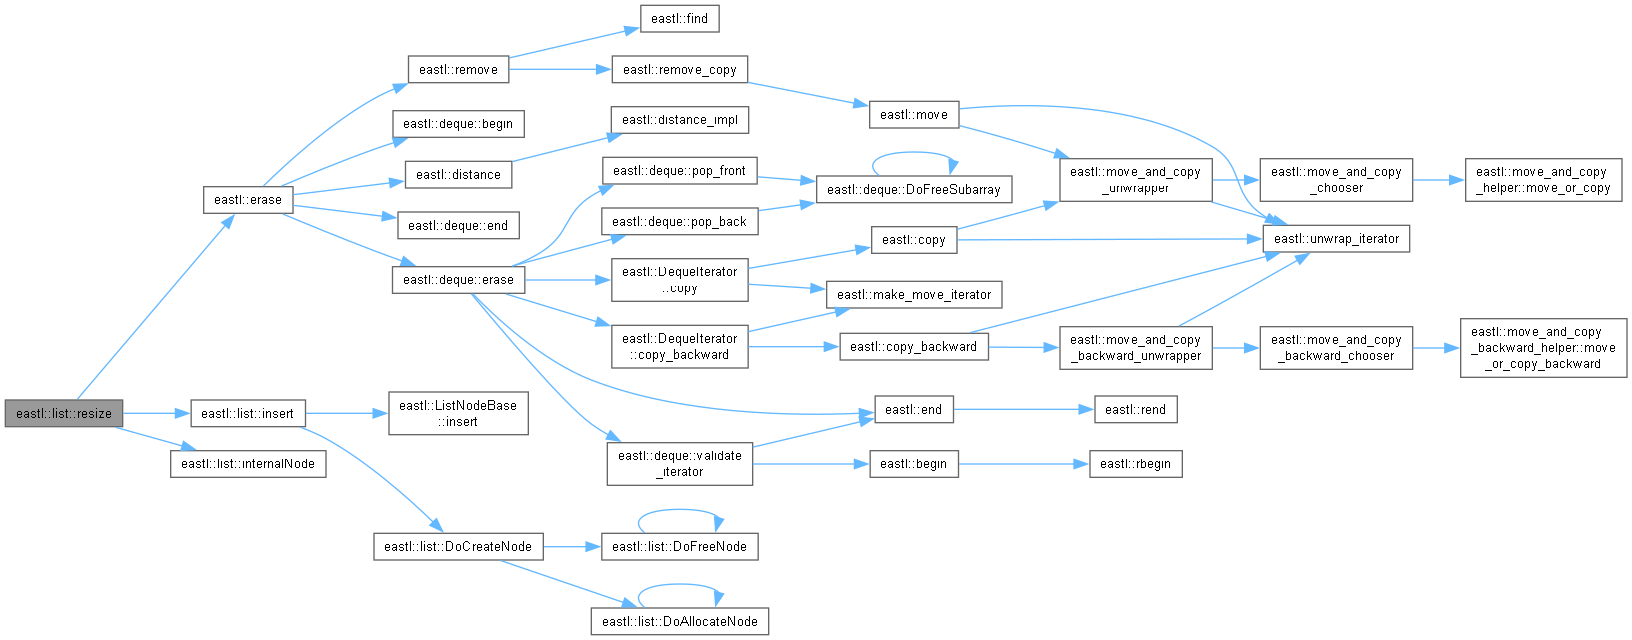 eastl::list::resize
eastl::erase
eastl::list::insert
eastl::list::internalNode
eastl::remove
eastl::deque::begin
eastl::distance
eastl::deque::end
eastl::deque::erase
eastl::ListNodeBase
::insert
eastl::list::DoCreateNode
eastl::find
eastl::remove_copy
eastl::distance_impl
eastl::deque::pop_front
eastl::deque::pop_back
eastl::DequeIterator
::copy
eastl::DequeIterator
::copy_backward
eastl::deque::validate
_iterator
eastl::list::DoFreeNode
eastl::list::DoAllocateNode
eastl::move
eastl::deque::DoFreeSubarray
eastl::copy
eastl::make_move_iterator
eastl::copy_backward
eastl::end
eastl::begin
eastl::move_and_copy
_unwrapper
eastl::move_and_copy
_backward_unwrapper
eastl::rend
eastl::rbegin
eastl::move_and_copy
_chooser
eastl::unwrap_iterator
eastl::move_and_copy
_backward_chooser
eastl::move_and_copy
_helper::move_or_copy
eastl::move_and_copy
_backward_helper::move
_or_copy_backward